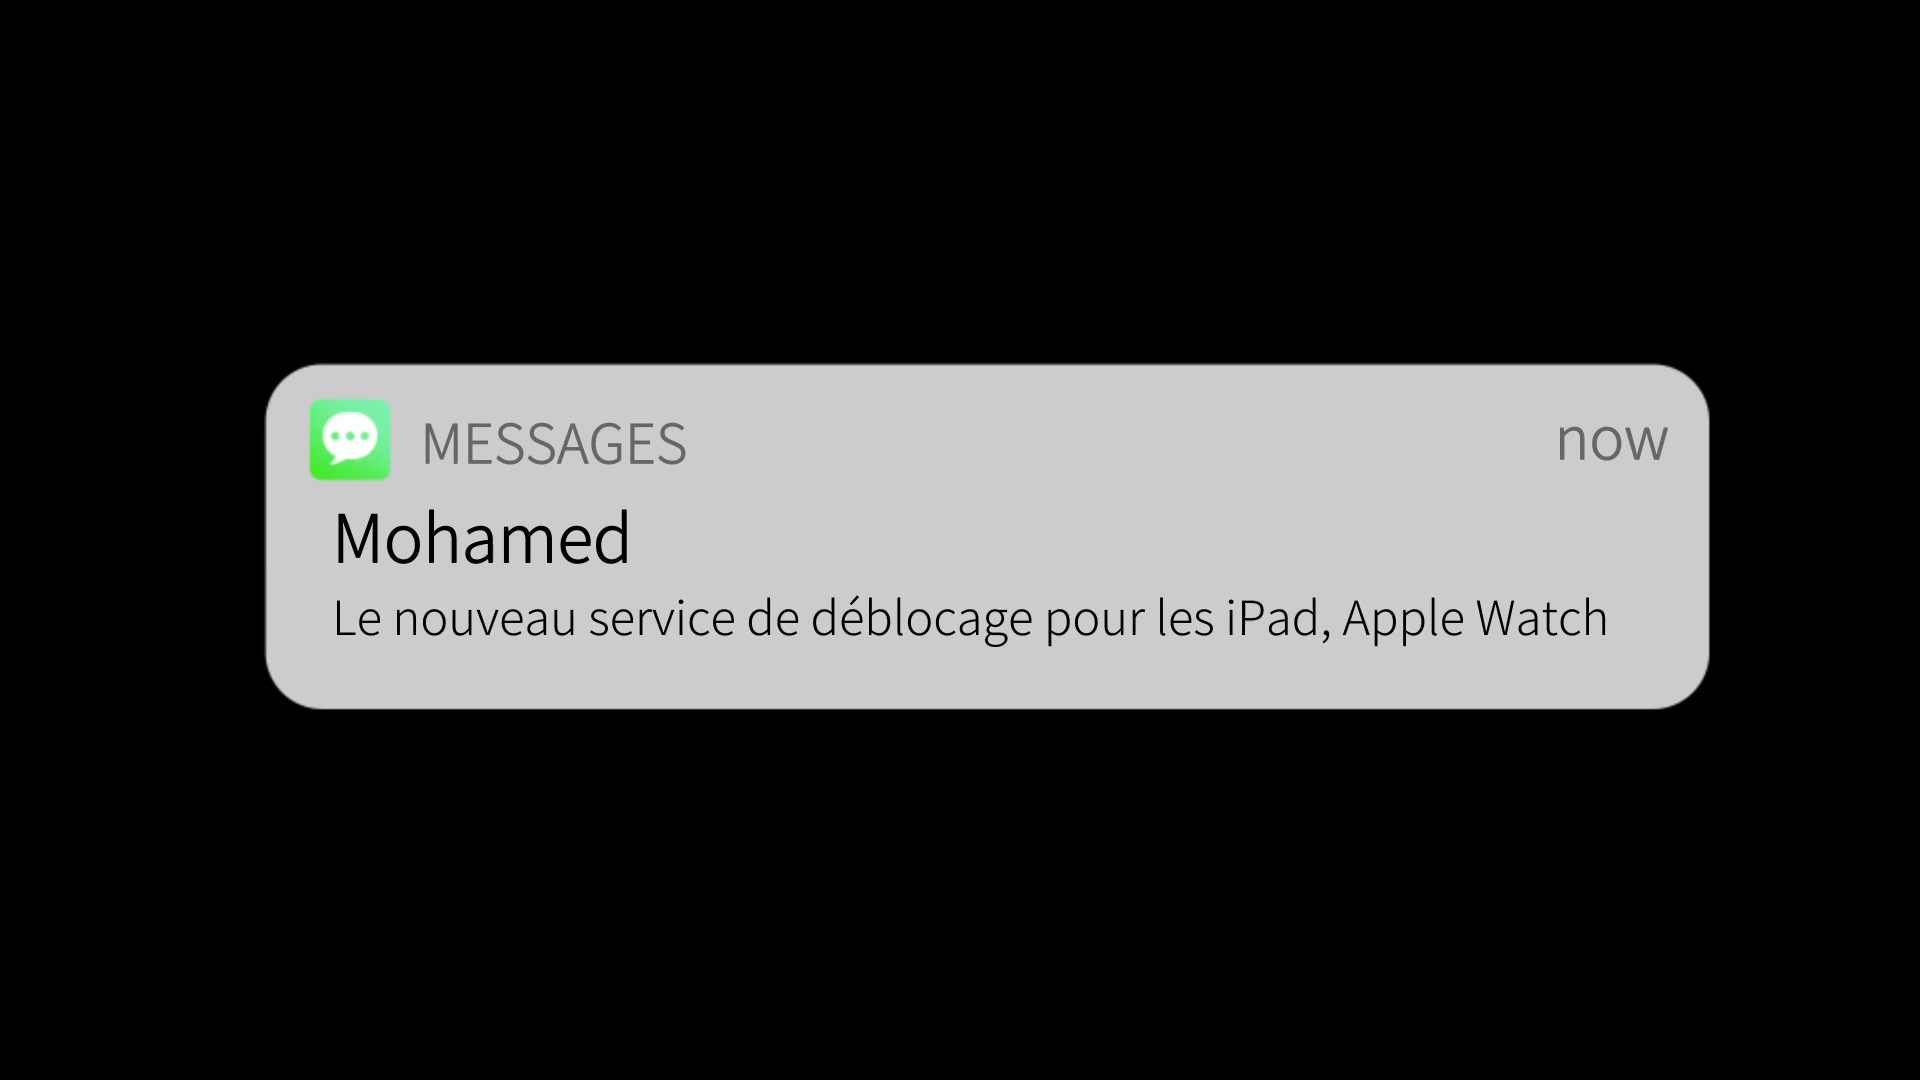 MESSAGES
now
Mohamed
Le nouveau service de déblocage pour les iPad, Apple Watch